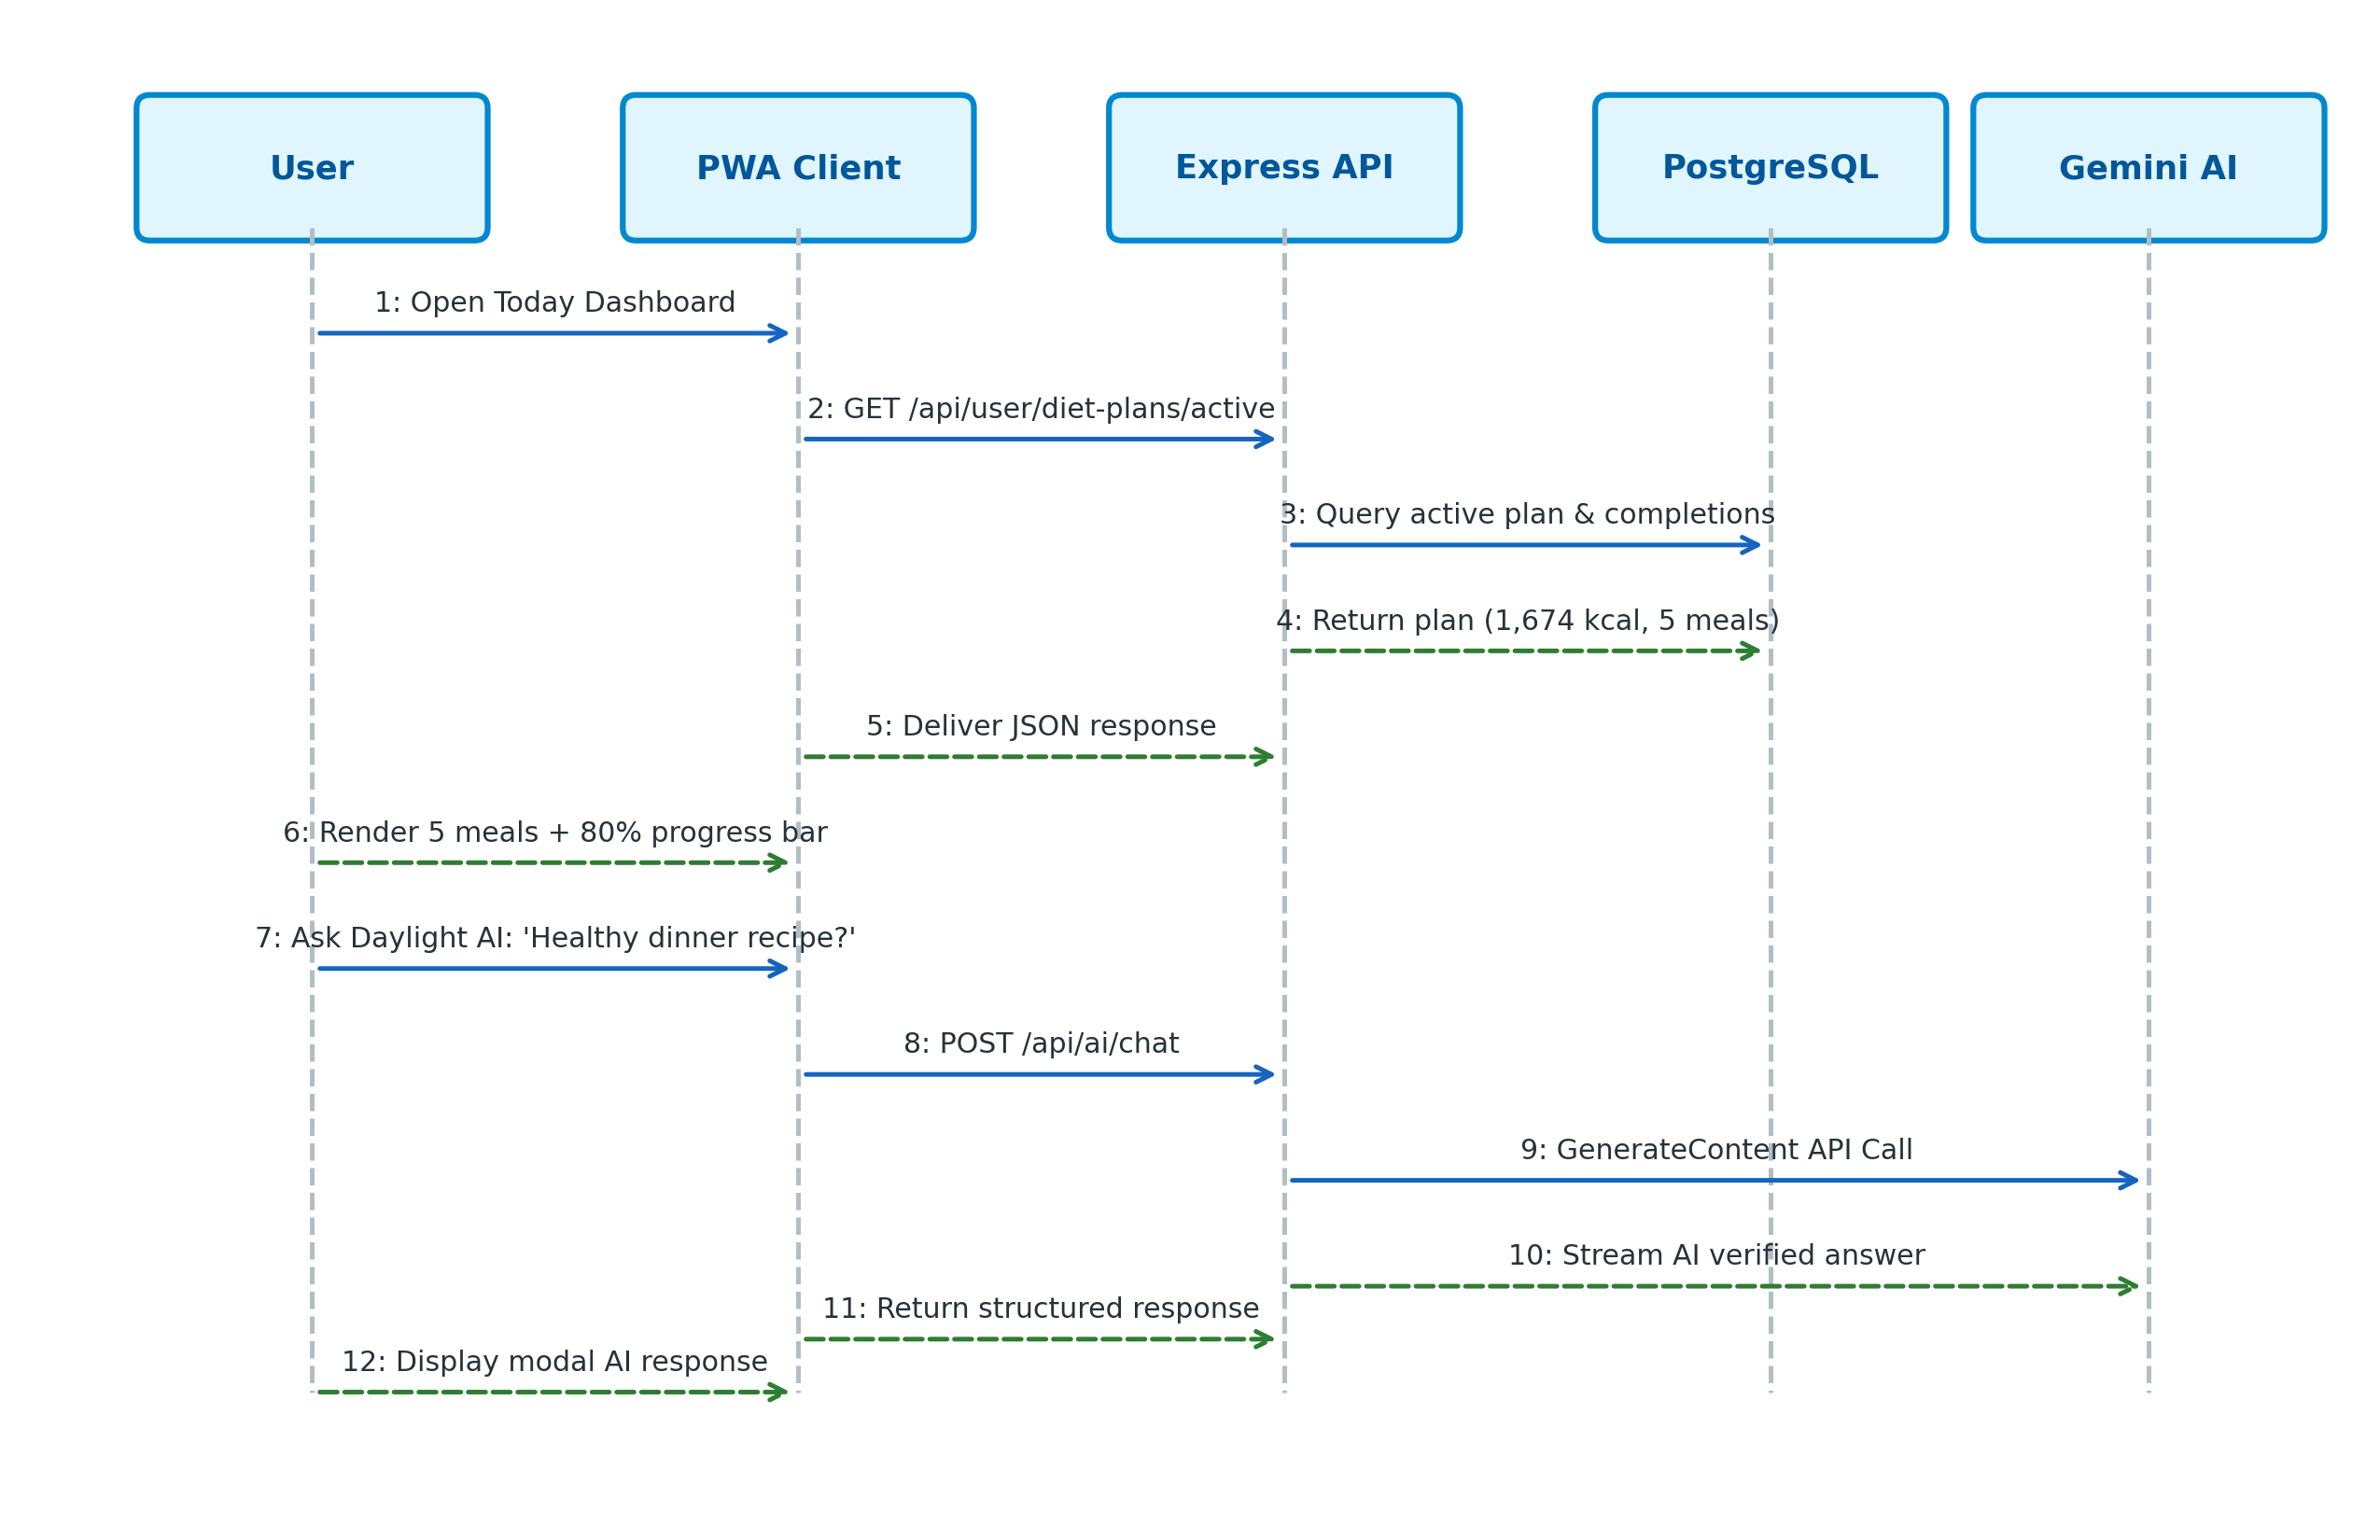 User
PWA Client
Express API
PostgreSQL
Gemini AI
1: Open Today Dashboard
2: GET /api/user/diet-plans/active
3: Query active plan & completions
4: Return plan (1,674 kcal, 5 meals)
5: Deliver JSON response
6: Render 5 meals + 80% progress bar
7: Ask Daylight AI: 'Healthy dinner recipe?'
8: POST /api/ai/chat
9: GenerateContent API Call
10: Stream AI verified answer
11: Return structured response
12: Display modal AI response